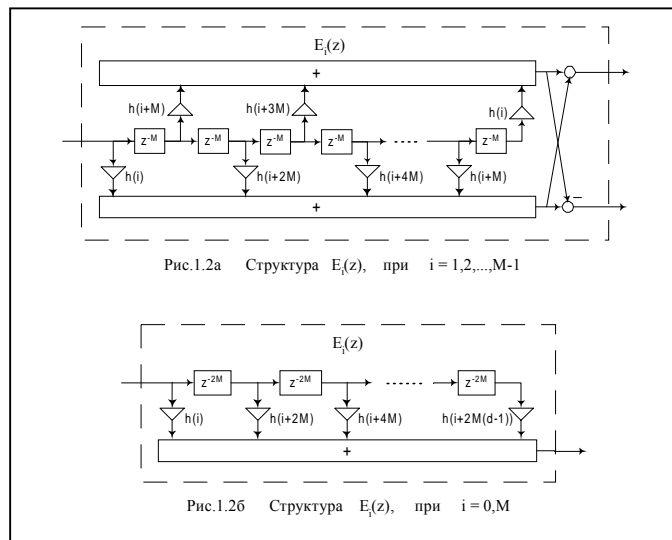 E_i(z)
+
h(i+M) h(i+3M) h(i)
z^-M z^-M z^-M z^-M z^-M
h(i) h(i+2M) h(i+4M) h(i+M)
–
+
Рис.1.2а Структура E_i(z), при i = 1,2,...,M-1
E_i(z)
z^-2M z^-2M z^-2M
h(i) h(i+2M) h(i+4M) h(i+2M(d-1))
+
Рис.1.2б Структура E_i(z), при i = 0,M